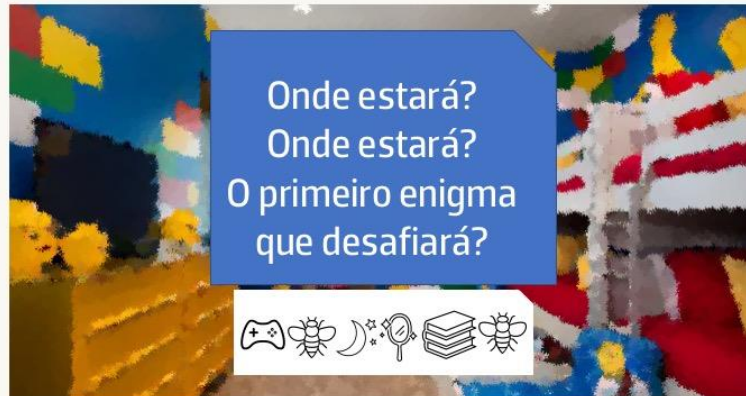 Onde estará?
Onde estará?
O primeiro enigma
que desafiará?